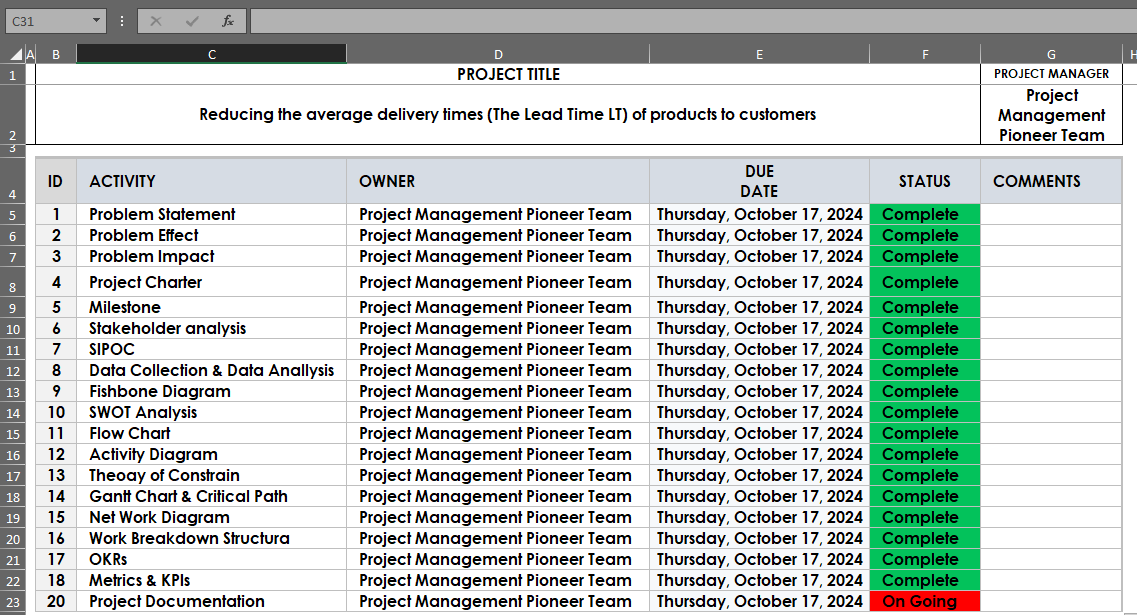 C31 fx
A B C D E F G H
1 PROJECT TITLE PROJECT MANAGER
2 Reducing the average delivery times (The Lead Time LT) of products to customers Project
Management
Pioneer Team
3
4 ID ACTIVITY OWNER DUE
DATE STATUS COMMENTS
5 1 Problem Statement Project Management Pioneer Team Thursday, October 17, 2024 Complete
6 2 Problem Effect Project Management Pioneer Team Thursday, October 17, 2024 Complete
7 3 Problem Impact Project Management Pioneer Team Thursday, October 17, 2024 Complete
8 4 Project Charter Project Management Pioneer Team Thursday, October 17, 2024 Complete
9 5 Milestone Project Management Pioneer Team Thursday, October 17, 2024 Complete
10 6 Stakeholder analysis Project Management Pioneer Team Thursday, October 17, 2024 Complete
11 7 SIPOC Project Management Pioneer Team Thursday, October 17, 2024 Complete
12 8 Data Collection & Data Anallysis Project Management Pioneer Team Thursday, October 17, 2024 Complete
13 9 Fishbone Diagram Project Management Pioneer Team Thursday, October 17, 2024 Complete
14 10 SWOT Analysis Project Management Pioneer Team Thursday, October 17, 2024 Complete
15 11 Flow Chart Project Management Pioneer Team Thursday, October 17, 2024 Complete
16 12 Activity Diagram Project Management Pioneer Team Thursday, October 17, 2024 Complete
17 13 Theoay of Constrain Project Management Pioneer Team Thursday, October 17, 2024 Complete
18 14 Gantt Chart & Critical Path Project Management Pioneer Team Thursday, October 17, 2024 Complete
19 15 Net Work Diagram Project Management Pioneer Team Thursday, October 17, 2024 Complete
20 16 Work Breakdown Structura Project Management Pioneer Team Thursday, October 17, 2024 Complete
21 17 OKRs Project Management Pioneer Team Thursday, October 17, 2024 Complete
22 18 Metrics & KPIs Project Management Pioneer Team Thursday, October 17, 2024 Complete
23 20 Project Documentation Project Management Pioneer Team Thursday, October 17, 2024 On Going